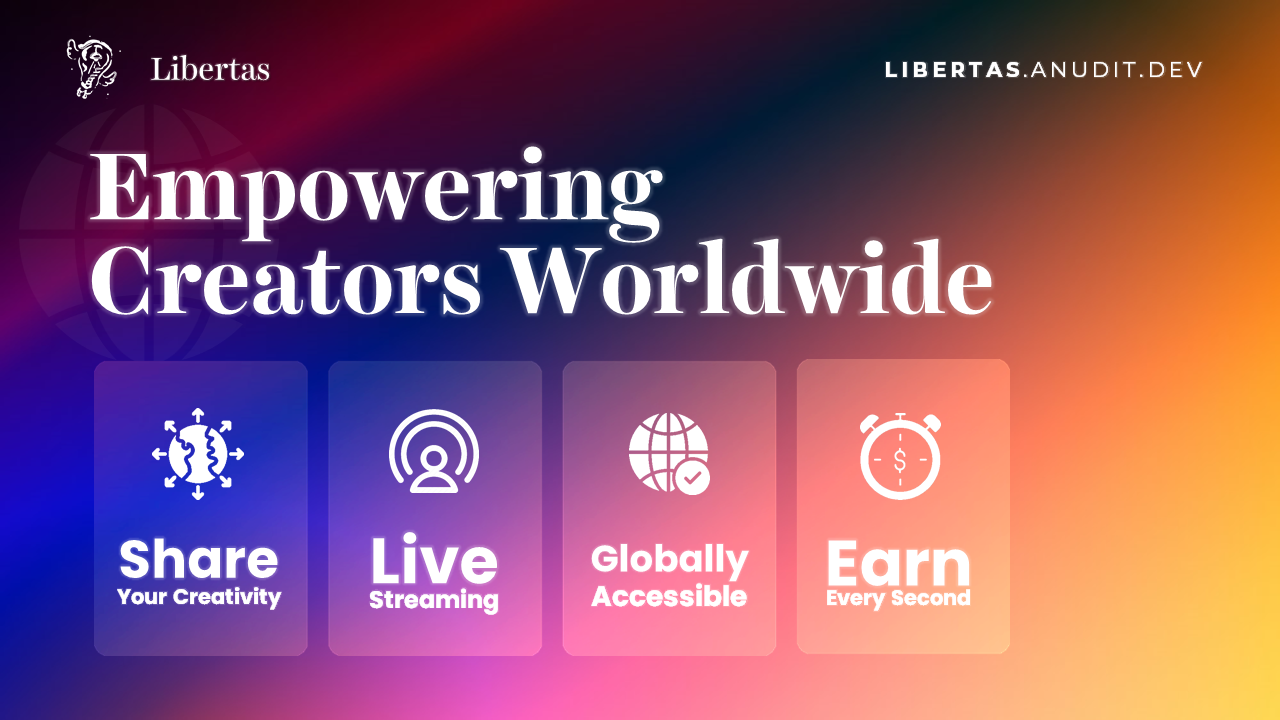 Libertas
LIBERTAS.ANUDIT.DEV
Empowering
Creators Worldwide
Share
Your Creativity
Live
Streaming
Globally
Accessible
$
Earn
Every Second